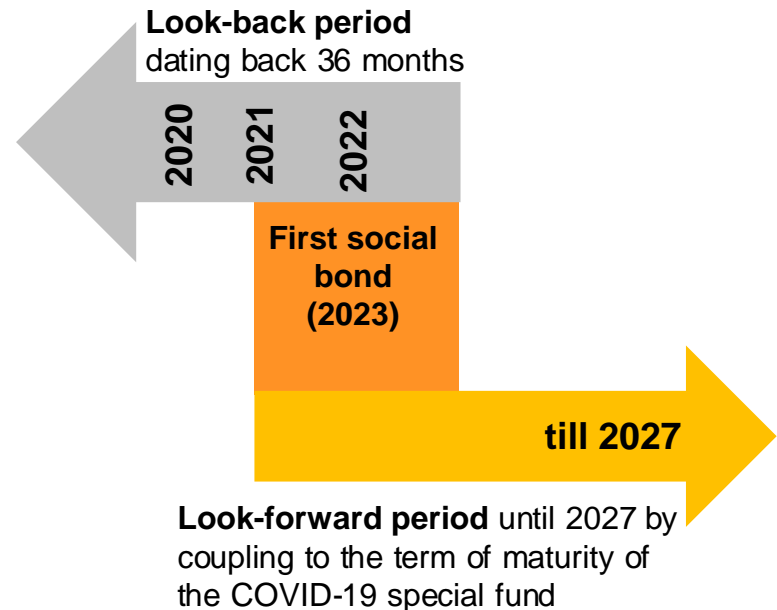 Look-back period
dating back 36 months
2020
2021
2022
First social
bond
(2023)
till 2027
Look-forward period until 2027 by
coupling to the term of maturity of
the COVID-19 special fund